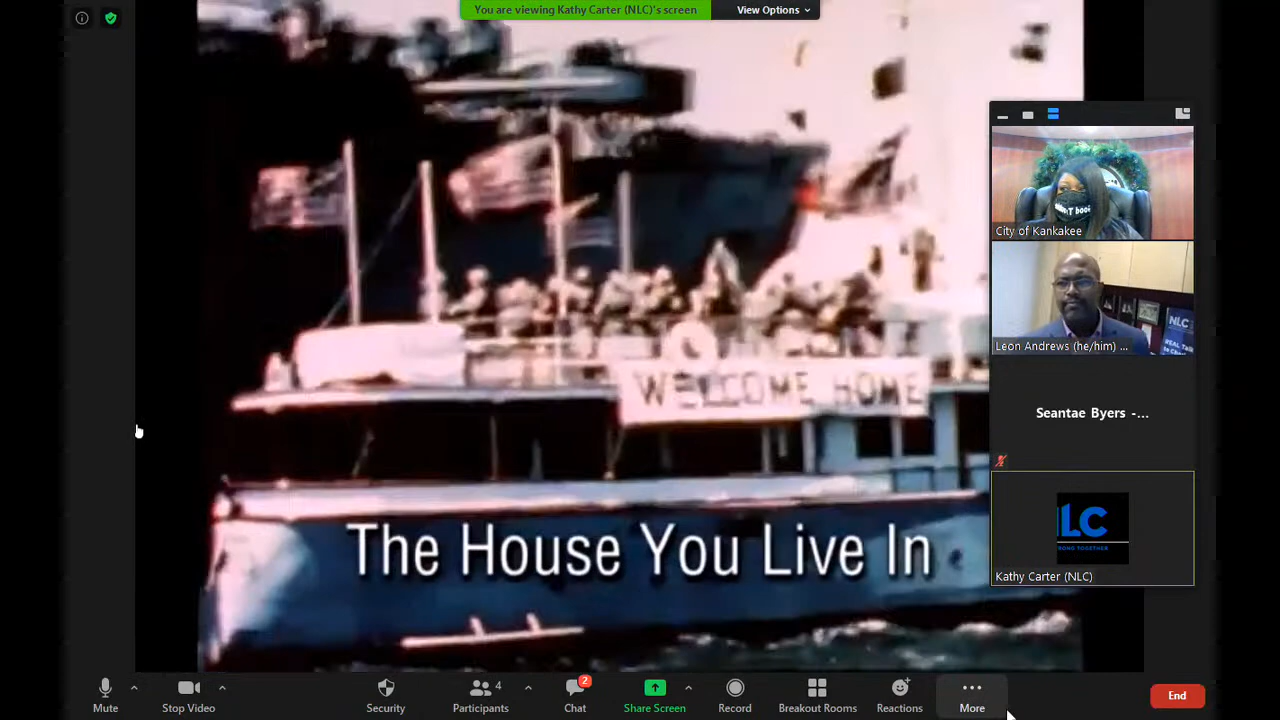 You are viewing Kathy Carter (NLC)'s screen
View Options
City of Kankakee
NLC
Leon Andrews (he/him) ...
WELCOME HOME
Seantae Byers -...
The House You Live In
NLC
Kathy Carter (NLC)
Mute
Stop Video
Security
4
Participants
2
Chat
Share Screen
Record
Breakout Rooms
Reactions
More
End